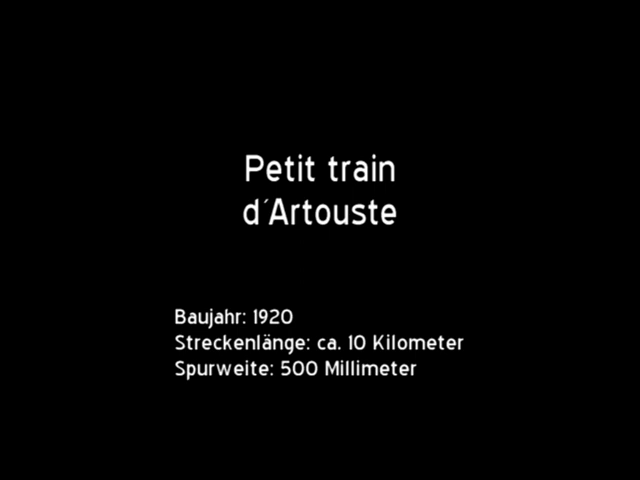 Petit train
d´Artouste
Baujahr: 1920
Streckenlänge: ca. 10 Kilometer
Spurweite: 500 Millimeter